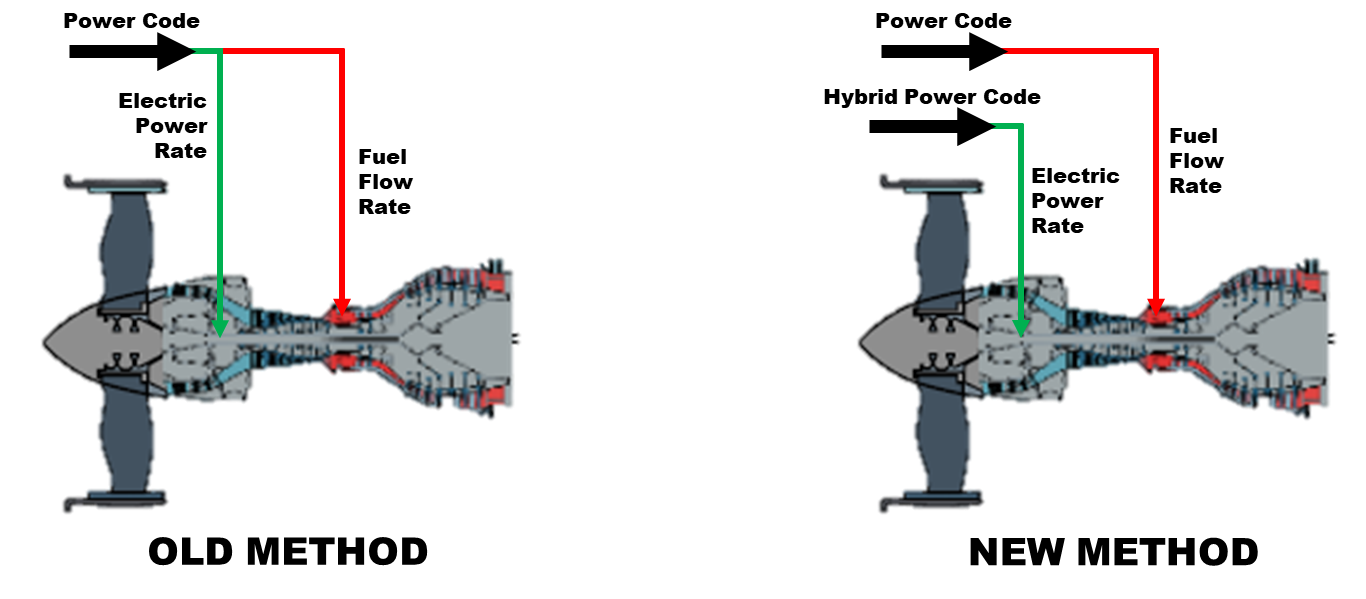 Power Code
Electric
Power
Rate
Fuel
Flow
Rate
OLD METHOD
Power Code
Hybrid Power Code
Electric
Power
Rate
Fuel
Flow
Rate
NEW METHOD